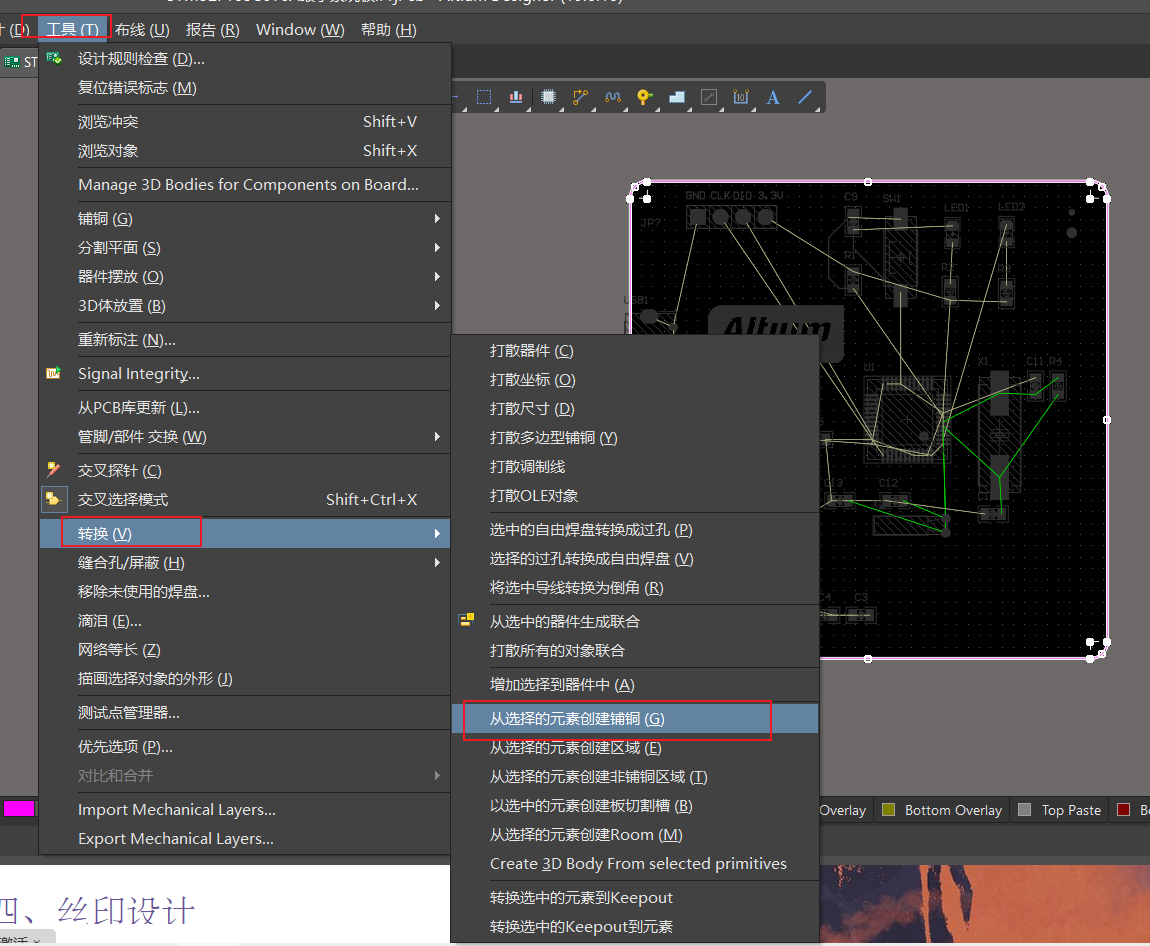 工具 (T) 布线 (U) 报告 (R) Window (W) 帮助 (H)
ST
设计规则检查 (D)...
复位错误标志 (M)
浏览冲突 Shift+V
浏览对象 Shift+X
Manage 3D Bodies for Components on Board...
铺铜 (G)
分割平面 (S)
器件摆放 (O)
3D体放置 (B)
重新标注 (N)...
Signal Integrity...
从PCB库更新 (L)...
管脚/部件 交换 (W)
交叉探针 (C)
交叉选择模式 Shift+Ctrl+X
转换 (V)
缝合孔/屏蔽 (H)
移除未使用的焊盘...
滴泪 (E)...
网络等长 (Z)
描画选择对象的外形 (J)
测试点管理器...
优先选项 (P)...
对比和合并
Import Mechanical Layers...
Export Mechanical Layers...
打散器件 (C)
打散坐标 (O)
打散尺寸 (D)
打散多边型铺铜 (Y)
打散调制线
打散OLE对象
选中的自由焊盘转换成过孔 (P)
选择的过孔转换成自由焊盘 (V)
将选中导线转换为倒角 (R)
从选中的器件生成联合
打散所有的对象联合
增加选择到器件中 (A)
从选择的元素创建铺铜 (G)
从选择的元素创建区域 (E)
从选择的元素创建非铺铜区域 (T)
以选中的元素创建板切割槽 (B)
从选择的元素创建Room (M)
Create 3D Body From selected primitives
转换选中的元素到Keepout
转换选中的Keepout到元素
GND CLK DIO 3.3V
JP?
C9
SW1
LED1
LED2
R1
USB1
Altium
U1
X1
C11 R4
C12
C3
Overlay Bottom Overlay Top Paste
四、丝印设计